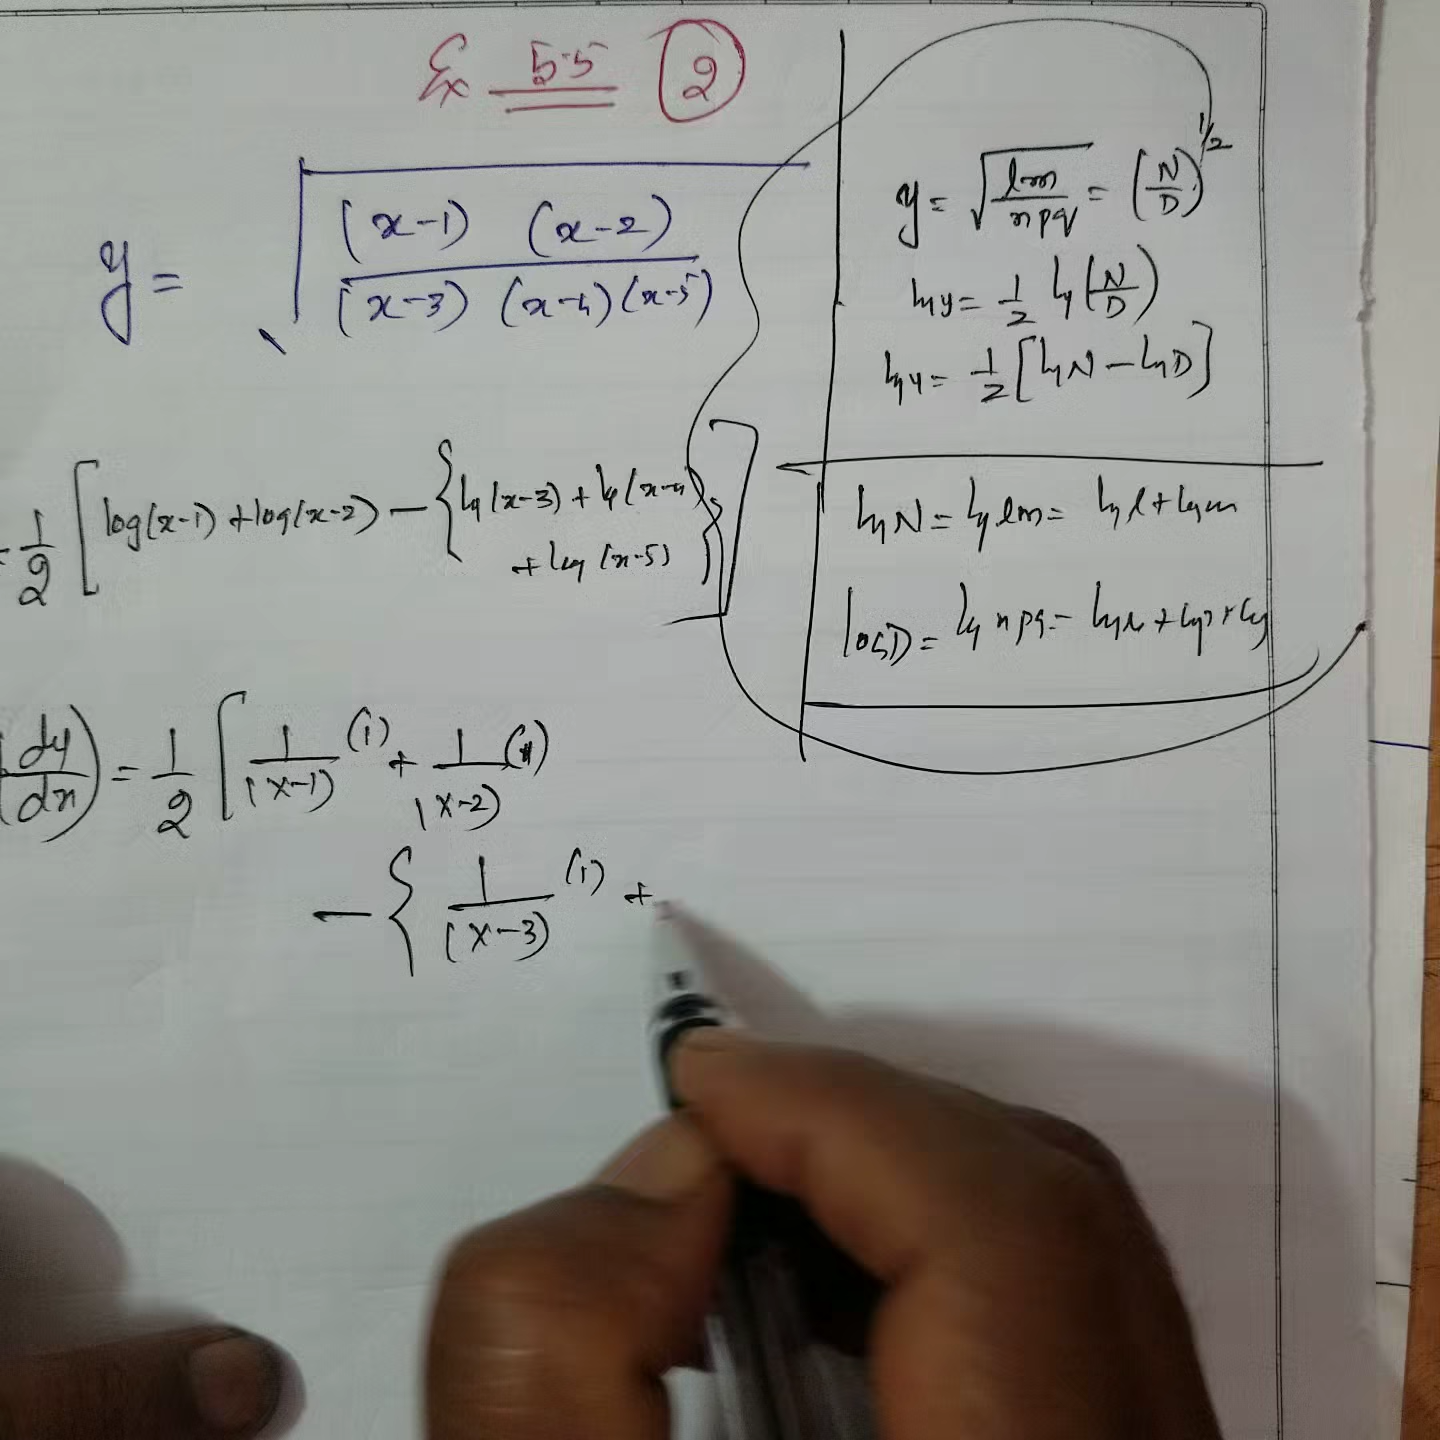 Ex 5.5 (2)
y = √((x-1) (x-2) / (x-3) (x-4)(x-5))
= 1/2 [log(x-1) + log(x-2) - {log(x-3) + log(x-4)
+ log(x-5)}]
(dy/dx) = 1/2 [1/(x-1) (1) + 1/(x-2) (1)
- { 1/(x-3) (1) +
y = √(lm/npq) = (N/D)^1/2
log y = 1/2 log(N/D)
log y = 1/2 [log N - log D]
log N = log lm = log l + log m
log D = log npq = log n + log p + log